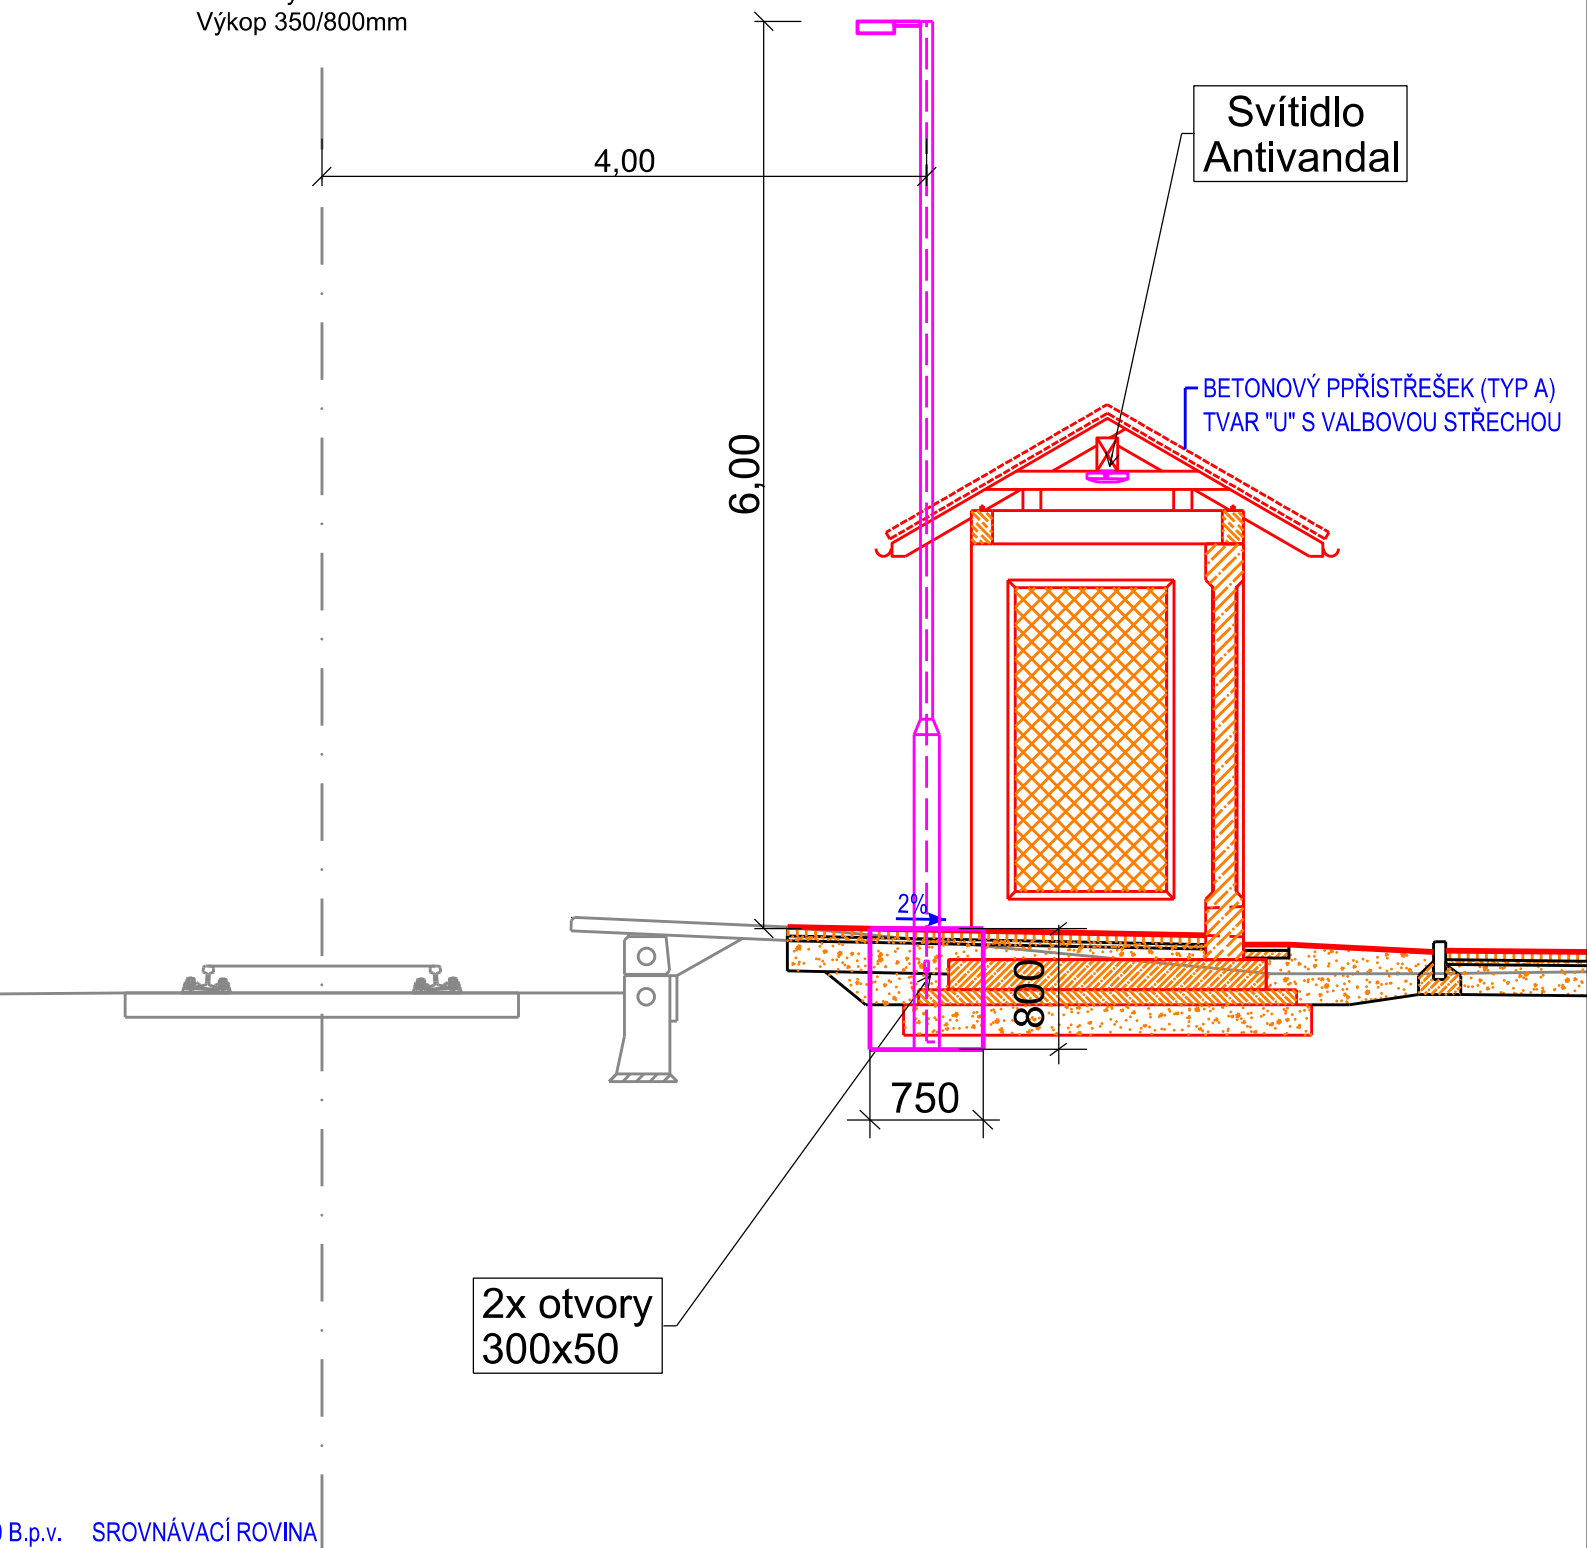 Výkop 350/800mm
Svítidlo
Antivandal
4,00
BETONOVÝ PPŘÍSTŘEŠEK (TYP A)
TVAR "U" S VALBOVOU STŘECHOU
6,00
2%
800
750
2x otvory
300x50
B.p.v. SROVNÁVACÍ ROVINA